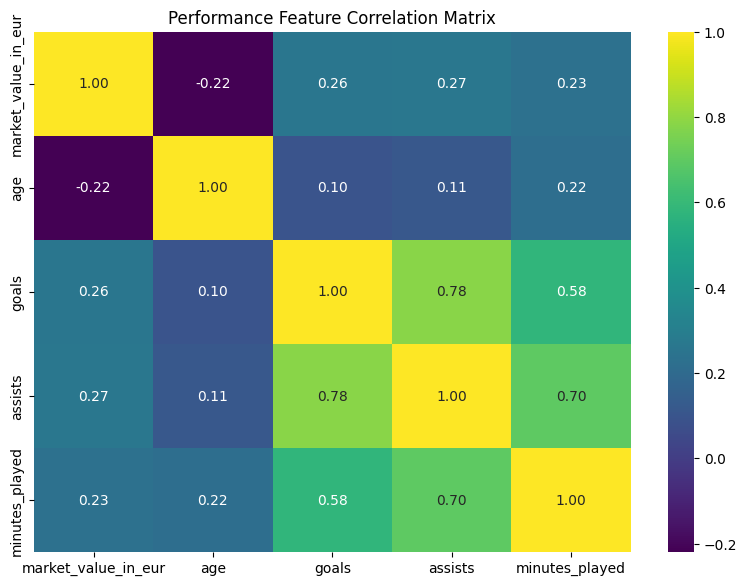 Performance Feature Correlation Matrix
market_value_in_eur
1.00 -0.22 0.26 0.27 0.23
age
-0.22 1.00 0.10 0.11 0.22
goals
0.26 0.10 1.00 0.78 0.58
assists
0.27 0.11 0.78 1.00 0.70
minutes_played
0.23 0.22 0.58 0.70 1.00
market_value_in_eur age goals assists minutes_played
1.0
0.8
0.6
0.4
0.2
0.0
−0.2